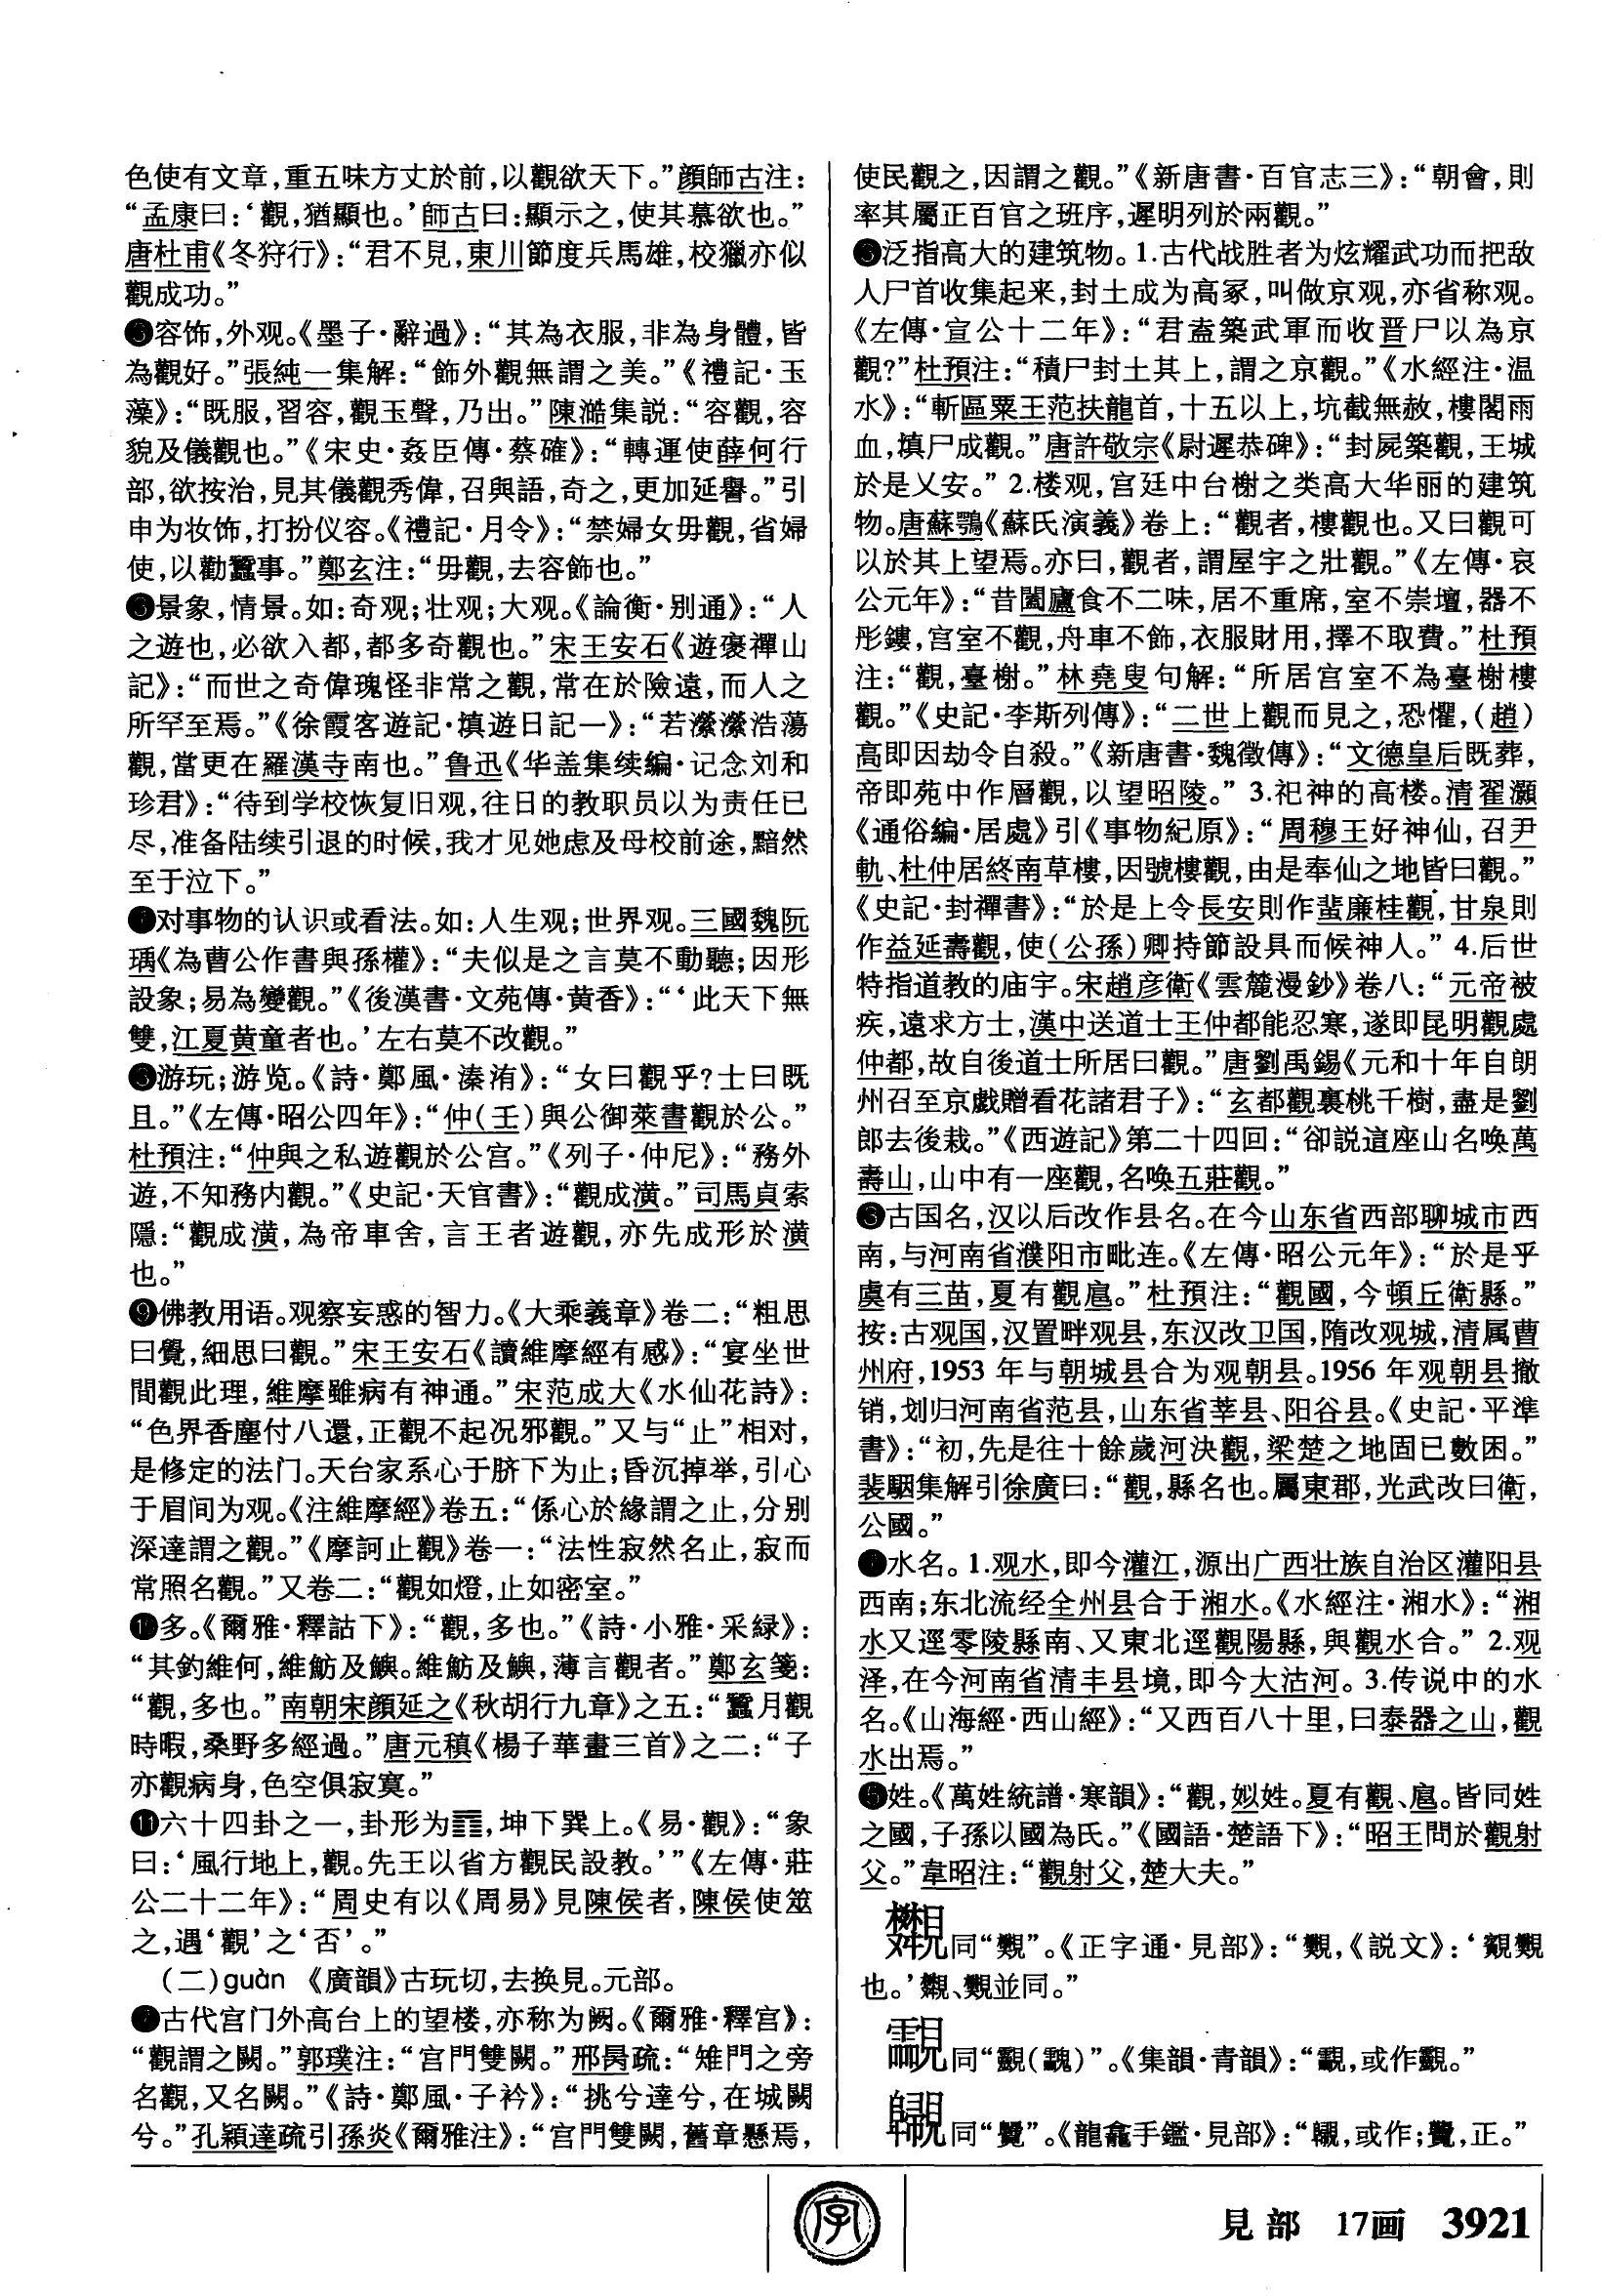 色使有文章，重五味方丈於前，以觀欲天下。”顔師古注：
“孟康曰：‘觀，猶顯也。’師古曰：顯示之，使其慕欲也。”
唐杜甫《冬狩行》：“君不見，東川節度兵馬雄，校獵亦似
觀成功。”
❺容饰，外观。《墨子·辭過》：“其為衣服，非為身體，皆
為觀好。”張純一集解：“飾外觀無謂之美。”《禮記·玉
藻》：“既服，習容，觀玉聲，乃出。”陳澔集説：“容觀，容
貌及儀觀也。”《宋史·姦臣傳·蔡確》：“轉運使薛何行
部，欲按治，見其儀觀秀偉，召與語，奇之，更加延譽。”引
申为妆饰，打扮仪容。《禮記·月令》：“禁婦女毋觀，省婦
使，以勸蠶事。”鄭玄注：“毋觀，去容飾也。”
❻景象，情景。如：奇观；壮观；大观。《論衡·别通》：“人
之遊也，必欲入都，都多奇觀也。”宋王安石《遊褒禪山
記》：“而世之奇偉瑰怪非常之觀，常在於險遠，而人之
所罕至焉。”《徐霞客遊記·滇遊日記一》：“若瀠瀠浩蕩
觀，當更在羅漢寺南也。”鲁迅《华盖集续编·记念刘和
珍君》：“待到学校恢复旧观，往日的教职员以为责任已
尽，准备陆续引退的时候，我才见她虑及母校前途，黯然
至于泣下。”
❼对事物的认识或看法。如：人生观；世界观。三國魏阮
瑀《為曹公作書與孫權》：“夫似是之言莫不動聽；因形
設象；易為變觀。”《後漢書·文苑傳·黄香》：“‘此天下無
雙，江夏黄童者也。’左右莫不改觀。”
❽游玩；游览。《詩·鄭風·溱洧》：“女曰觀乎？士曰既
且。”《左傳·昭公四年》：“仲（壬）與公御萊書觀於公。”
杜預注：“仲與之私遊觀於公宫。”《列子·仲尼》：“務外
遊，不知務内觀。”《史記·天官書》：“觀成潢。”司馬貞索
隱：“觀成潢，為帝車舍，言王者遊觀，亦先成形於潢
也。”
❾佛教用语。观察妄惑的智力。《大乘義章》卷二：“粗思
曰覺，細思曰觀。”宋王安石《讀維摩經有感》：“宴坐世
間觀此理，維摩雖病有神通。”宋范成大《水仙花詩》：
“色界香塵付八還，正觀不起况邪觀。”又与“止”相对，
是修定的法门。天台家系心于脐下为止；昏沉掉举，引心
于眉间为观。《注維摩經》卷五：“係心於緣謂之止，分别
深達謂之觀。”《摩訶止觀》卷一：“法性寂然名止，寂而
常照名觀。”又卷二：“觀如燈，止如密室。”
❿多。《爾雅·釋詁下》：“觀，多也。”《詩·小雅·采緑》：
“其釣維何，維魴及鱮。維魴及鱮，薄言觀者。”鄭玄箋：
“觀，多也。”南朝宋顔延之《秋胡行九章》之五：“蠶月觀
時暇，桑野多經過。”唐元稹《楊子華畫三首》之二：“子
亦觀病身，色空俱寂寞。”
⓫六十四卦之一，卦形为䷓，坤下巽上。《易·觀》：“象
曰：‘風行地上，觀。先王以省方觀民設教。’”《左傳·莊
公二十二年》：“周史有以《周易》見陳侯者，陳侯使筮
之，遇‘觀’之‘否’。”
（二）guàn 《廣韻》古玩切，去换見。元部。
❶古代宫门外高台上的望楼，亦称为阙。《爾雅·釋宫》：
“觀謂之闕。”郭璞注：“宫門雙闕。”邢昺疏：“雉門之旁
名觀，又名闕。”《詩·鄭風·子衿》：“挑兮達兮，在城闕
兮。”孔穎達疏引孫炎《爾雅注》：“宫門雙闕，舊章懸焉，
使民觀之，因謂之觀。”《新唐書·百官志三》：“朝會，則
率其屬正百官之班序，遲明列於兩觀。”
❷泛指高大的建筑物。1.古代战胜者为炫耀武功而把敌
人尸首收集起来，封土成为高冢，叫做京观，亦省称观。
《左傳·宣公十二年》：“君盍築武軍而收晋尸以為京
觀？”杜預注：“積尸封土其上，謂之京觀。”《水經注·温
水》：“斬區粟王范扶龍首，十五以上，坑截無赦，樓閣雨
血，填尸成觀。”唐許敬宗《尉遲恭碑》：“封屍築觀，王城
於是乂安。” 2.楼观，宫廷中台榭之类高大华丽的建筑
物。唐蘇鶚《蘇氏演義》卷上：“觀者，樓觀也。又曰觀可
以於其上望焉。亦曰，觀者，謂屋宇之壯觀。”《左傳·哀
公元年》：“昔闔廬食不二味，居不重席，室不崇壇，器不
彤鏤，宫室不觀，舟車不飾，衣服財用，擇不取費。”杜預
注：“觀，臺榭。”林堯叟句解：“所居宫室不為臺榭樓
觀。”《史記·李斯列傳》：“二世上觀而見之，恐懼，（趙）
高即因劫令自殺。”《新唐書·魏徵傳》：“文德皇后既葬，
帝即苑中作層觀，以望昭陵。” 3.祀神的高楼。清翟灝
《通俗編·居處》引《事物紀原》：“周穆王好神仙，召尹
軌、杜仲居終南草樓，因號樓觀，由是奉仙之地皆曰觀。”
《史記·封禪書》：“於是上令長安則作蜚廉桂觀，甘泉則
作益延壽觀，使（公孫）卿持節設具而候神人。” 4.后世
特指道教的庙宇。宋趙彦衛《雲麓漫鈔》卷八：“元帝被
疾，遠求方士，漢中送道士王仲都能忍寒，遂即昆明觀處
仲都，故自後道士所居曰觀。”唐劉禹錫《元和十年自朗
州召至京戲贈看花諸君子》：“玄都觀裏桃千樹，盡是劉
郎去後栽。”《西遊記》第二十四回：“卻説這座山名唤萬
壽山，山中有一座觀，名唤五莊觀。”
❸古国名，汉以后改作县名。在今山东省西部聊城市西
南，与河南省濮阳市毗连。《左傳·昭公元年》：“於是乎
虞有三苗，夏有觀扈。”杜預注：“觀國，今頓丘衛縣。”
按：古观国，汉置畔观县，东汉改卫国，隋改观城，清属曹
州府，1953 年与朝城县合为观朝县。1956 年观朝县撤
销，划归河南省范县，山东省莘县、阳谷县。《史記·平準
書》：“初，先是往十餘歲河決觀，梁楚之地固已數困。”
裴駰集解引徐廣曰：“觀，縣名也。屬東郡，光武改曰衛，
公國。”
❹水名。1.观水，即今灌江，源出广西壮族自治区灌阳县
西南；东北流经全州县合于湘水。《水經注·湘水》：“湘
水又逕零陵縣南、又東北逕觀陽縣，與觀水合。” 2.观
泽，在今河南省清丰县境，即今大沽河。3.传说中的水
名。《山海經·西山經》：“又西百八十里，曰泰器之山，觀
水出焉。”
❺姓。《萬姓統譜·寒韻》：“觀，姒姓。夏有觀、扈。皆同姓
之國，子孫以國為氏。”《國語·楚語下》：“昭王問於觀射
父。”韋昭注：“觀射父，楚大夫。”
同“ ”。《正字通·見部》：“ ，《説文》：‘
也。’ 並同。”
同“ ”。《集韻·青韻》：“ ，或作 。”
同“ ”。《龍龕手鑑·見部》：“ ，或作； ，正。”
字
見部 17画 3921